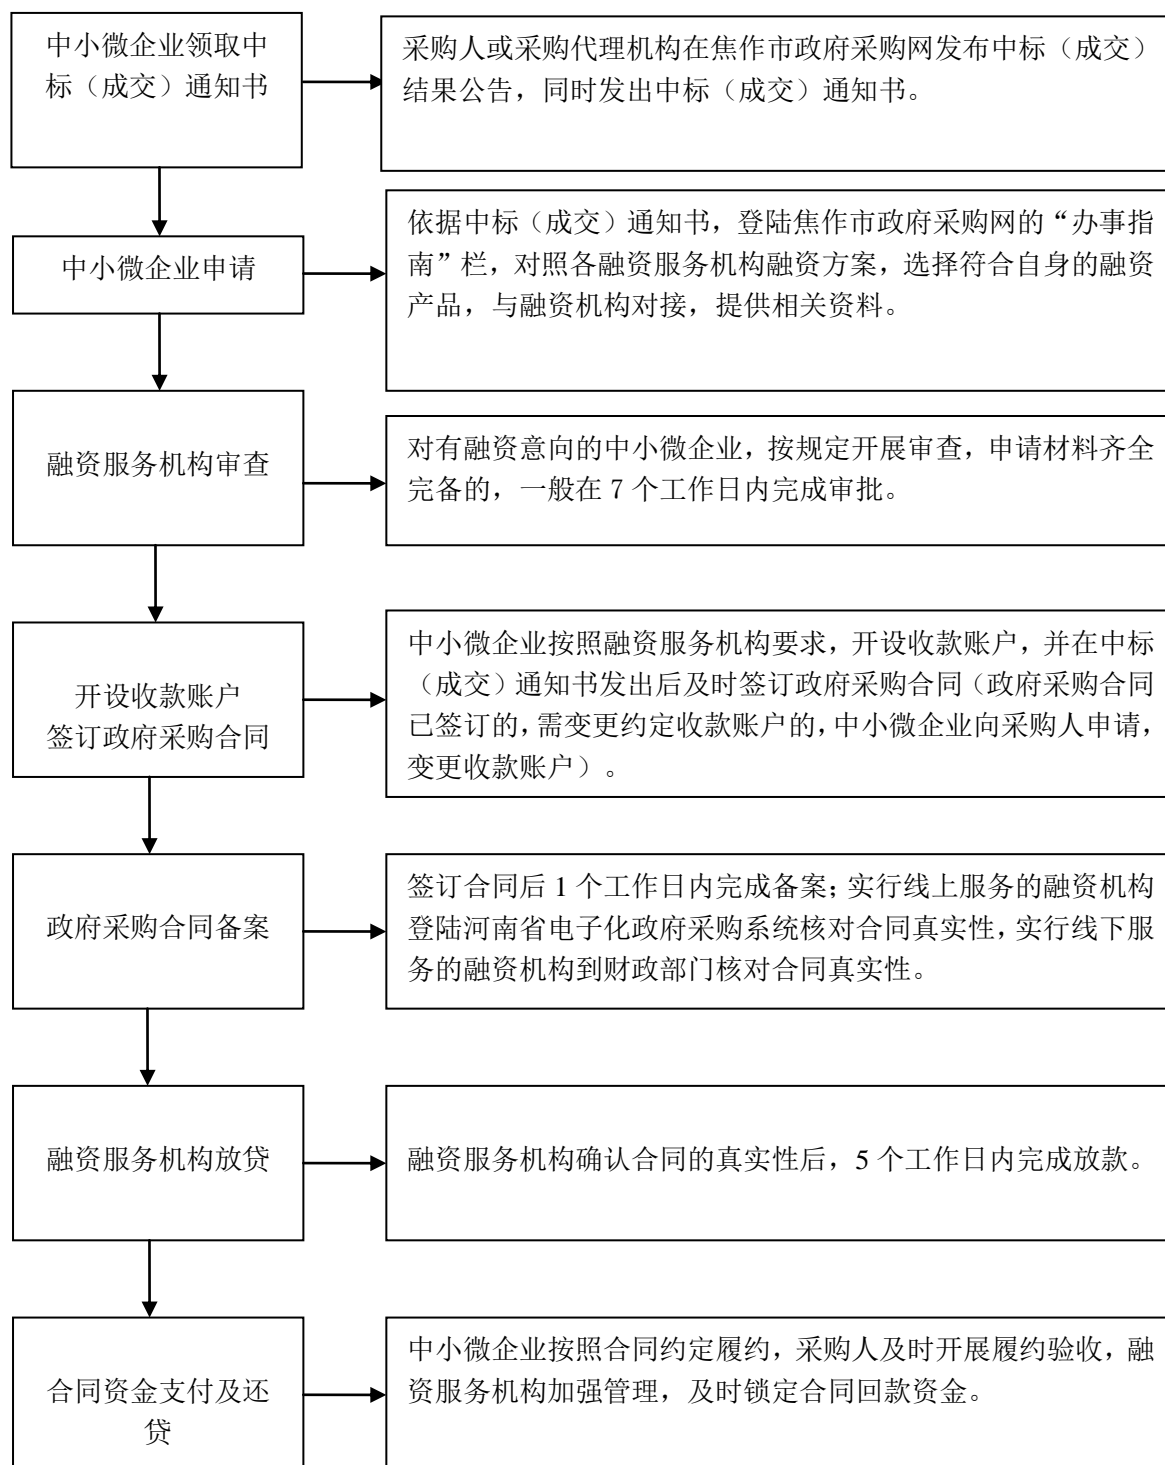 中小微企业领取中
标（成交）通知书
采购人或采购代理机构在焦作市政府采购网发布中标（成交）
结果公告，同时发出中标（成交）通知书。
中小微企业申请
依据中标（成交）通知书，登陆焦作市政府采购网的“办事指
南”栏，对照各融资服务机构融资方案，选择符合自身的融资
产品，与融资机构对接，提供相关资料。
融资服务机构审查
对有融资意向的中小微企业，按规定开展审查，申请材料齐全
完备的，一般在 7 个工作日内完成审批。
开设收款账户
签订政府采购合同
中小微企业按照融资服务机构要求，开设收款账户，并在中标
（成交）通知书发出后及时签订政府采购合同（政府采购合同
已签订的，需变更约定收款账户的，中小微企业向采购人申请，
变更收款账户）。
政府采购合同备案
签订合同后 1 个工作日内完成备案；实行线上服务的融资机构
登陆河南省电子化政府采购系统核对合同真实性，实行线下服
务的融资机构到财政部门核对合同真实性。
融资服务机构放贷
融资服务机构确认合同的真实性后，5 个工作日内完成放款。
合同资金支付及还
贷
中小微企业按照合同约定履约，采购人及时开展履约验收，融
资服务机构加强管理，及时锁定合同回款资金。